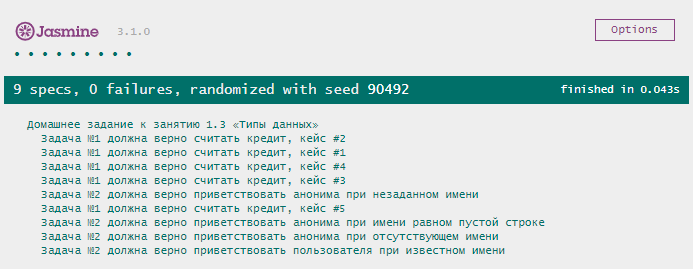 Jasmine 3.1.0 Options
• • • • • • • • •
9 specs, 0 failures, randomized with seed 90492 finished in 0.043s
Домашнее задание к занятию 1.3 «Типы данных»
Задача №1 должна верно считать кредит, кейс #2
Задача №1 должна верно считать кредит, кейс #1
Задача №1 должна верно считать кредит, кейс #4
Задача №1 должна верно считать кредит, кейс #3
Задача №2 должна верно приветствовать анонима при незаданном имени
Задача №1 должна верно считать кредит, кейс #5
Задача №2 должна верно приветствовать анонима при имени равном пустой строке
Задача №2 должна верно приветствовать анонима при отсутствующем имени
Задача №2 должна верно приветствовать пользователя при известном имени